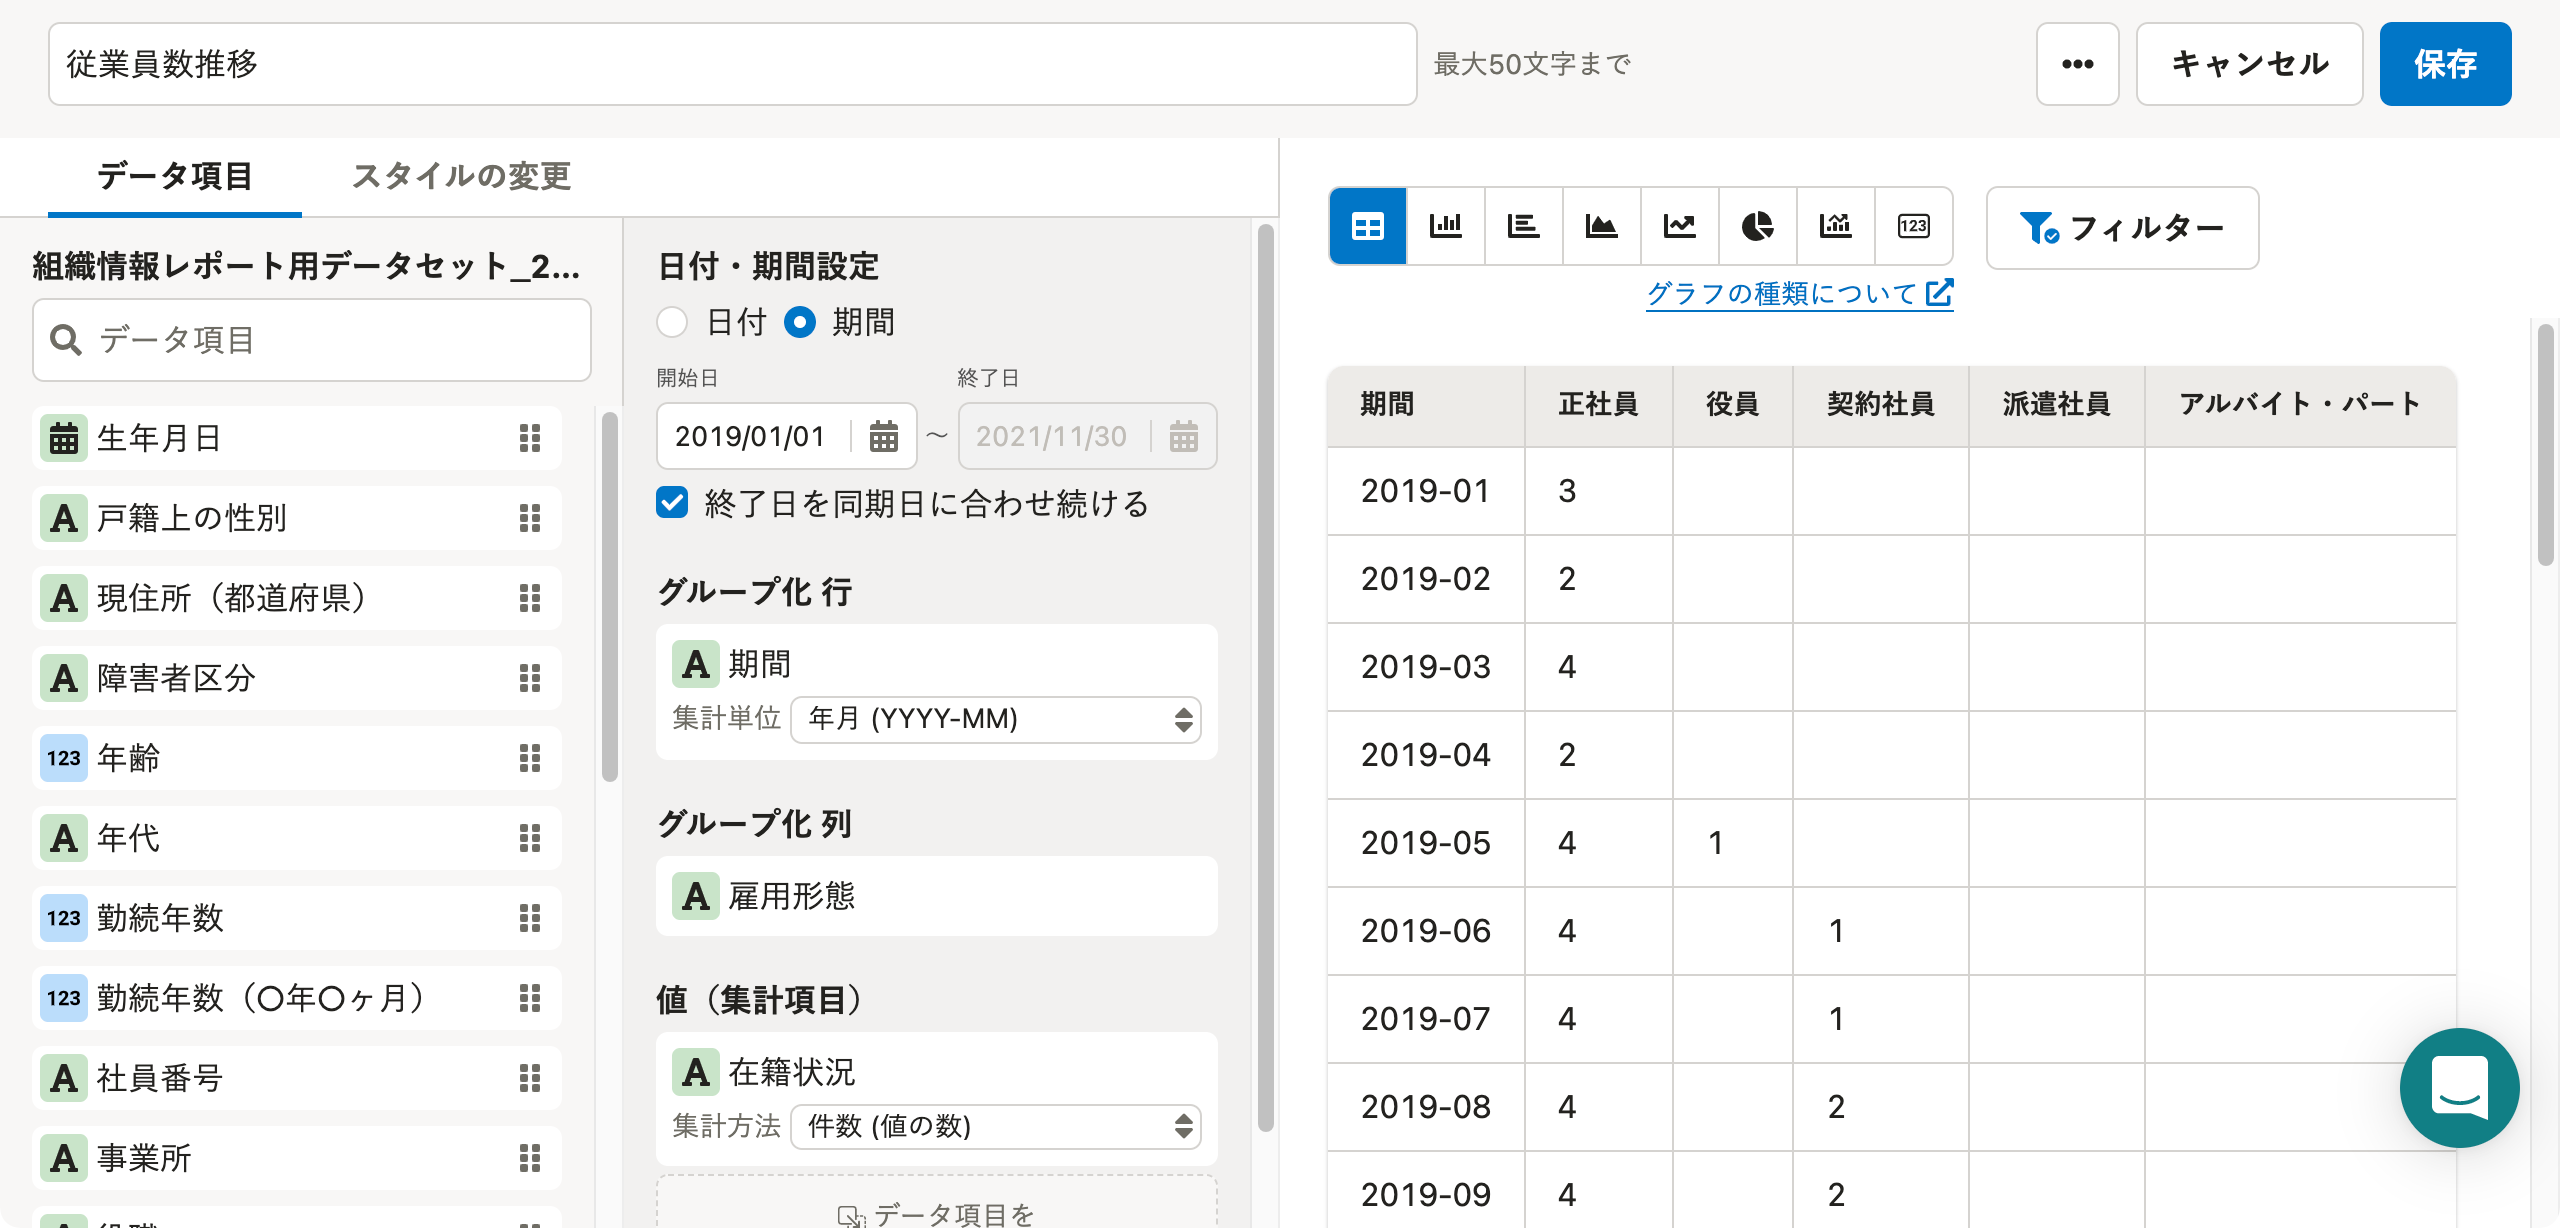 従業員数推移
最大50文字まで
キャンセル
保存
データ項目
スタイルの変更
組織情報レポート用データセット_2...
データ項目
生年月日
A 戸籍上の性別
A 現住所（都道府県）
A 障害者区分
123 年齢
A 年代
123 勤続年数
123 勤続年数（〇年〇ヶ月）
A 社員番号
A 事業所
日付・期間設定
日付 期間
開始日 終了日
2019/01/01 ～ 2021/11/30
終了日を同期日に合わせ続ける
グループ化 行
A 期間
集計単位 年月 (YYYY-MM)
グループ化 列
A 雇用形態
値（集計項目）
A 在籍状況
集計方法 件数 (値の数)
データ項目を
123
フィルター
グラフの種類について
期間 正社員 役員 契約社員 派遣社員 アルバイト・パート
2019-01 3
2019-02 2
2019-03 4
2019-04 2
2019-05 4 1
2019-06 4 1
2019-07 4 1
2019-08 4 2
2019-09 4 2